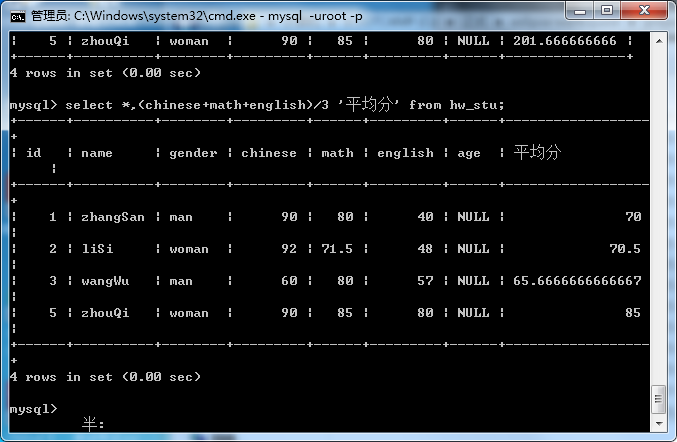 管理员: C:\Windows\system32\cmd.exe - mysql  -uroot -p
|    5 | zhouQi   | woman  |      90 |   85 |      80 | NULL | 201.666666666 |
+------+----------+--------+---------+------+---------+------+---------------+
4 rows in set (0.00 sec)
mysql> select *,(chinese+math+english)/3 '平均分' from hw_stu;
+------+----------+--------+---------+------+---------+------+------------------
+
| id   | name     | gender | chinese | math | english | age  | 平均分
     |
+------+----------+--------+---------+------+---------+------+------------------
+
|    1 | zhangSan | man    |      90 |   80 |      40 | NULL |               70
|
|    2 | liSi     | woman  |      92 | 71.5 |      48 | NULL |             70.5
|
|    3 | wangWu   | man    |      60 |   80 |      57 | NULL | 65.6666666666667
|
|    5 | zhouQi   | woman  |      90 |   85 |      80 | NULL |               85
|
+------+----------+--------+---------+------+---------+------+------------------
+
4 rows in set (0.00 sec)
mysql>
半: